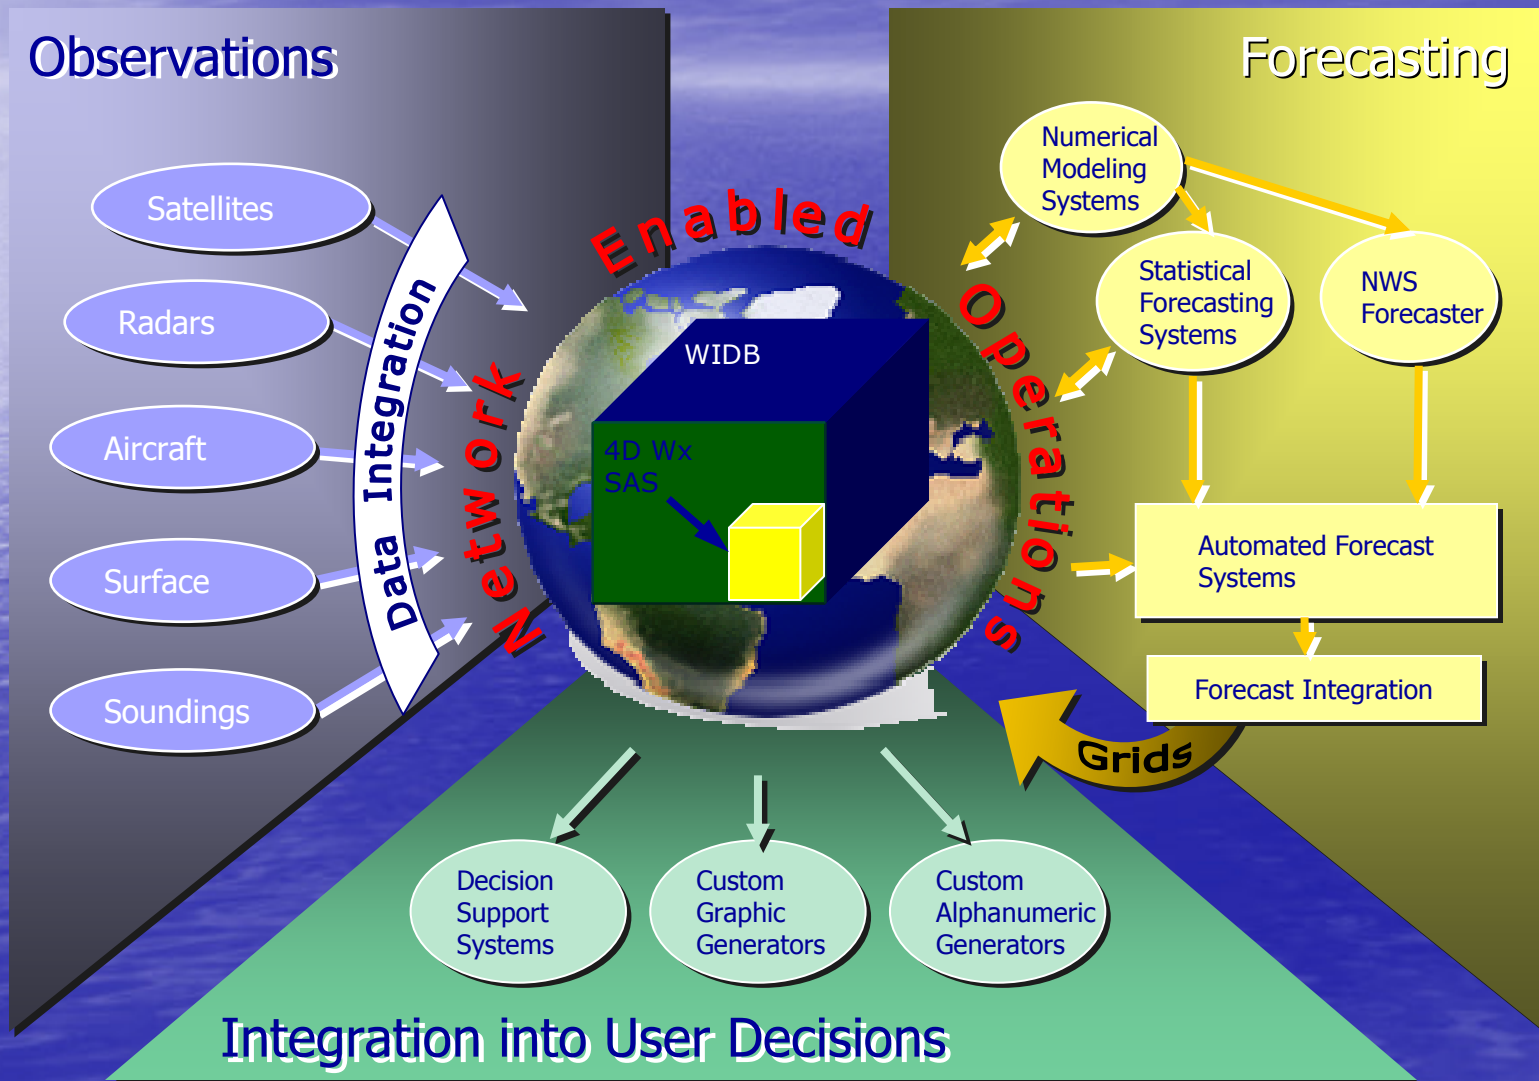 Observations
Forecasting
Satellites
Radars
Aircraft
Surface
Soundings
Data Integration
Network
Enabled
Operations
WIDB
4D Wx
SAS
Numerical
Modeling
Systems
Statistical
Forecasting
Systems
NWS
Forecaster
Automated Forecast
Systems
Forecast Integration
Grids
Decision
Support
Systems
Custom
Graphic
Generators
Custom
Alphanumeric
Generators
Integration into User Decisions